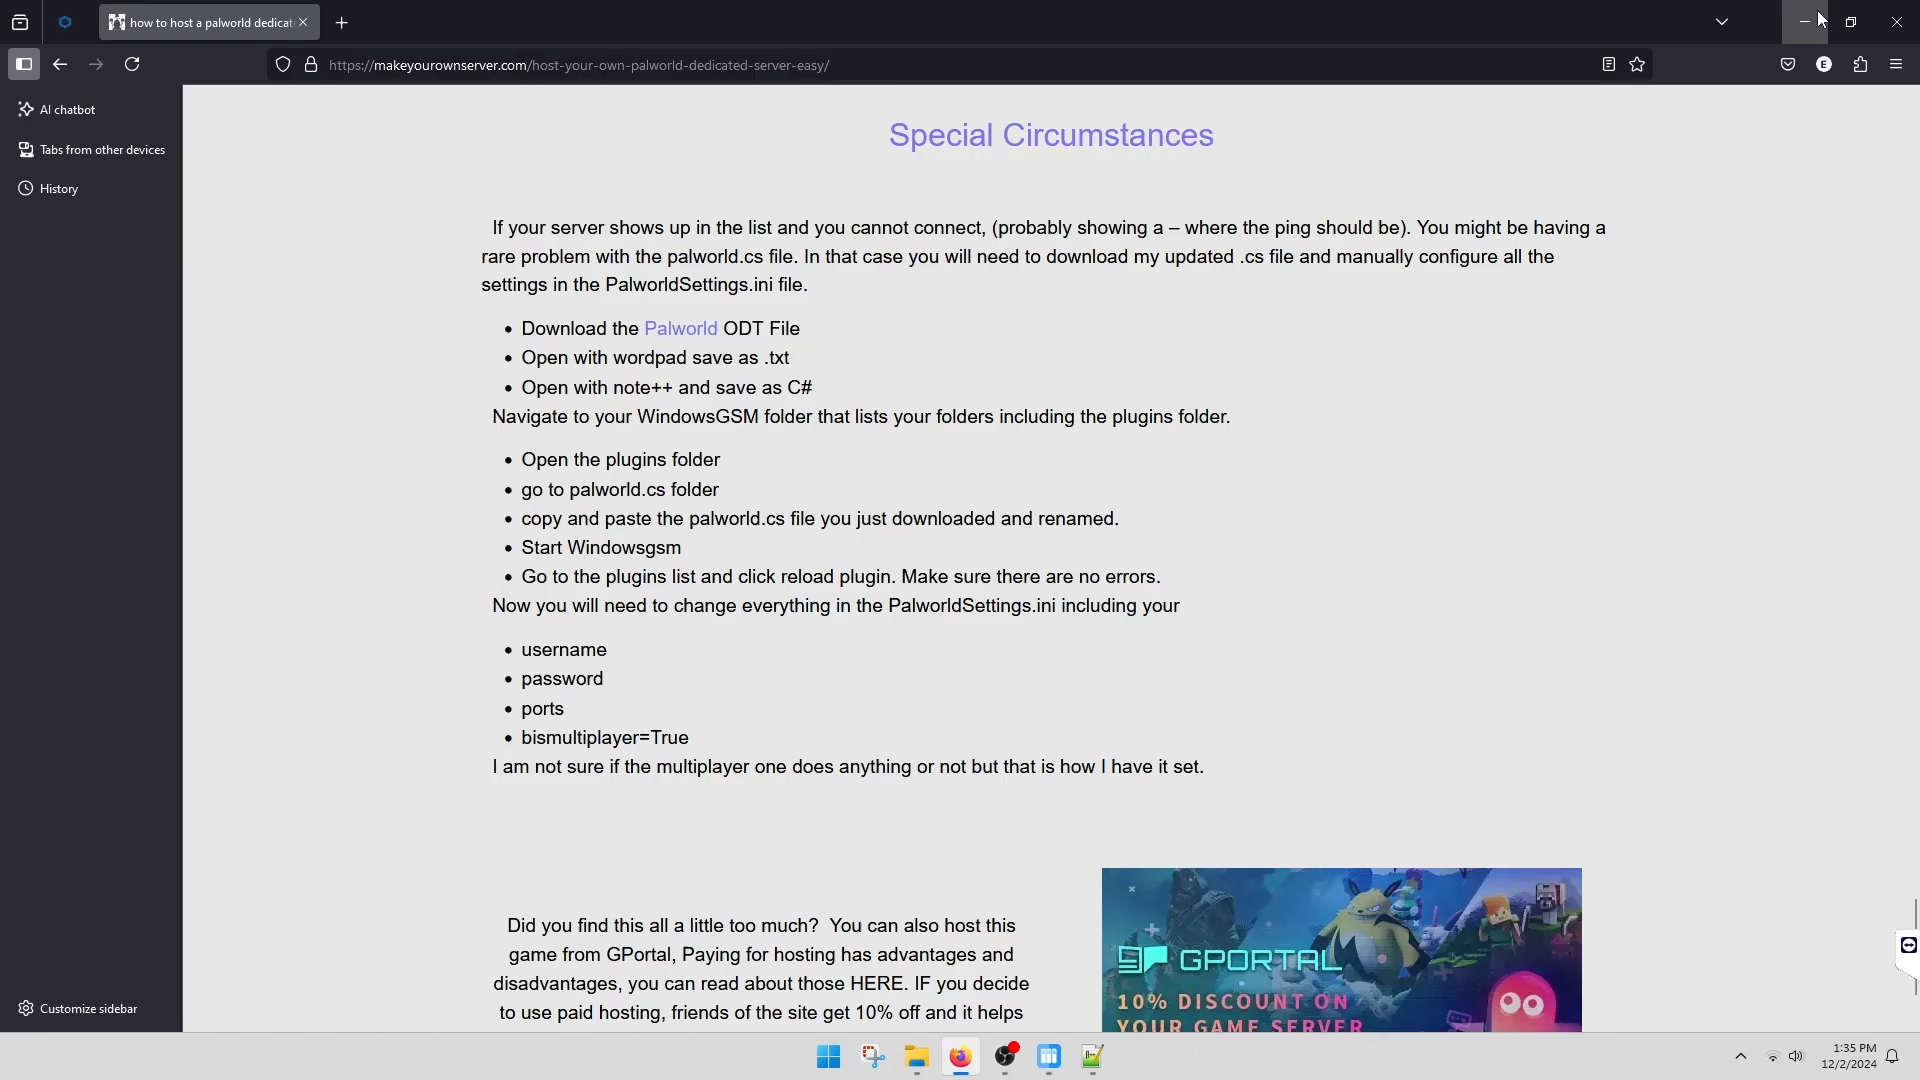 how to host a palworld dedicat
https://makeyourownserver.com/host-your-own-palworld-dedicated-server-easy/
E
AI chatbot
Tabs from other devices
History
Special Circumstances
If your server shows up in the list and you cannot connect, (probably showing a – where the ping should be). You might be having a
rare problem with the palworld.cs file. In that case you will need to download my updated .cs file and manually configure all the
settings in the PalworldSettings.ini file.
• Download the Palworld ODT File
• Open with wordpad save as .txt
• Open with note++ and save as C#
Navigate to your WindowsGSM folder that lists your folders including the plugins folder.
• Open the plugins folder
• go to palworld.cs folder
• copy and paste the palworld.cs file you just downloaded and renamed.
• Start Windowsgsm
• Go to the plugins list and click reload plugin. Make sure there are no errors.
Now you will need to change everything in the PalworldSettings.ini including your
• username
• password
• ports
• bismultiplayer=True
I am not sure if the multiplayer one does anything or not but that is how I have it set.
Did you find this all a little too much?  You can also host this
game from GPortal, Paying for hosting has advantages and
disadvantages, you can read about those HERE. IF you decide
to use paid hosting, friends of the site get 10% off and it helps
GPORTAL
10% DISCOUNT ON
YOUR GAME SERVER
Customize sidebar
1:35 PM
12/2/2024